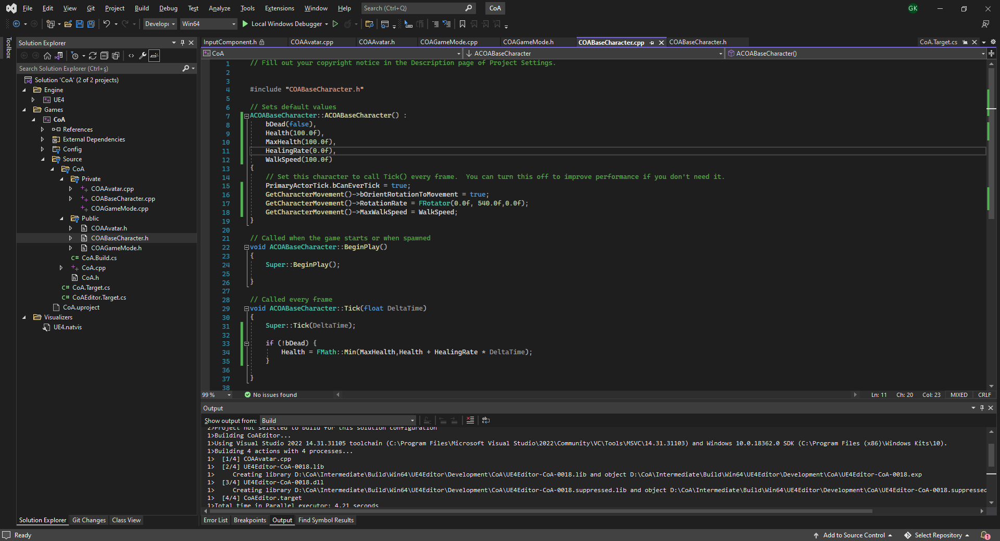 File Edit View Git Project Build Debug Test Analyze Tools Extensions Window Help Search (Ctrl+Q) CoA GK
Develop Win64 Local Windows Debugger
Toolbox
Solution Explorer
Search Solution Explorer (Ctrl+ş)
Solution 'CoA' (2 of 2 projects)
Engine
UE4
Games
CoA
References
External Dependencies
Config
Source
CoA
Private
COAAvatar.cpp
COABaseCharacter.cpp
COAGameMode.cpp
Public
COAAvatar.h
COABaseCharacter.h
COAGameMode.h
CoA.Build.cs
CoA.cpp
CoA.h
CoA.Target.cs
CoAEditor.Target.cs
CoA.uproject
Visualizers
UE4.natvis
Solution Explorer Git Changes Class View
InputComponent.h COAAvatar.cpp COAAvatar.h COAGameMode.cpp COAGameMode.h COABaseCharacter.cpp COABaseCharacter.h CoA.Target.cs
CoA ACOABaseCharacter ACOABaseCharacter()
1 // Fill out your copyright notice in the Description page of Project Settings.
2
3
4 #include "COABaseCharacter.h"
5
6 // Sets default values
7 ACOABaseCharacter::ACOABaseCharacter() :
8 bDead(false),
9 Health(100.0f),
10 MaxHealth(100.0f),
11 HealingRate(0.0f),
12 WalkSpeed(100.0f)
13 {
14 // Set this character to call Tick() every frame.  You can turn this off to improve performance if you don't need it.
15 PrimaryActorTick.bCanEverTick = true;
16 GetCharacterMovement()->bOrientRotationToMovement = true;
17 GetCharacterMovement()->RotationRate = FRotator(0.0f, 540.0f,0.0f);
18 GetCharacterMovement()->MaxWalkSpeed = WalkSpeed;
19 }
20
21 // Called when the game starts or when spawned
22 void ACOABaseCharacter::BeginPlay()
23 {
24 Super::BeginPlay();
25
26 }
27
28 // Called every frame
29 void ACOABaseCharacter::Tick(float DeltaTime)
30 {
31 Super::Tick(DeltaTime);
32
33 if (!bDead) {
34 Health = FMath::Min(MaxHealth,Health + HealingRate * DeltaTime);
35 }
36
37 }
38
99 % No issues found Ln: 11 Ch: 20 Col: 23 MIXED CRLF
Output
Show output from: Build
2>Project not selected to build for this solution configuration
1>Building CoAEditor...
1>Using Visual Studio 2022 14.31.31105 toolchain (C:\Program Files\Microsoft Visual Studio\2022\Community\VC\Tools\MSVC\14.31.31103) and Windows 10.0.18362.0 SDK (C:\Program Files (x86)\Windows Kits\10).
1>Building 4 actions with 4 processes...
1>  [1/4] COAAvatar.cpp
1>  [2/4] UE4Editor-CoA-0018.lib
1>     Creating library D:\CoA\Intermediate\Build\Win64\UE4Editor\Development\CoA\UE4Editor-CoA-0018.lib and object D:\CoA\Intermediate\Build\Win64\UE4Editor\Development\CoA\UE4Editor-CoA-0018.exp
1>  [3/4] UE4Editor-CoA-0018.dll
1>     Creating library D:\CoA\Intermediate\Build\Win64\UE4Editor\Development\CoA\UE4Editor-CoA-0018.suppressed.lib and object D:\CoA\Intermediate\Build\Win64\UE4Editor\Development\CoA\UE4Editor-CoA-0018.suppressed
1>  [4/4] CoAEditor.target
1>Total time in Parallel executor: 4.21 seconds
Error List Breakpoints Output Find Symbol Results
Ready Add to Source Control Select Repository 1